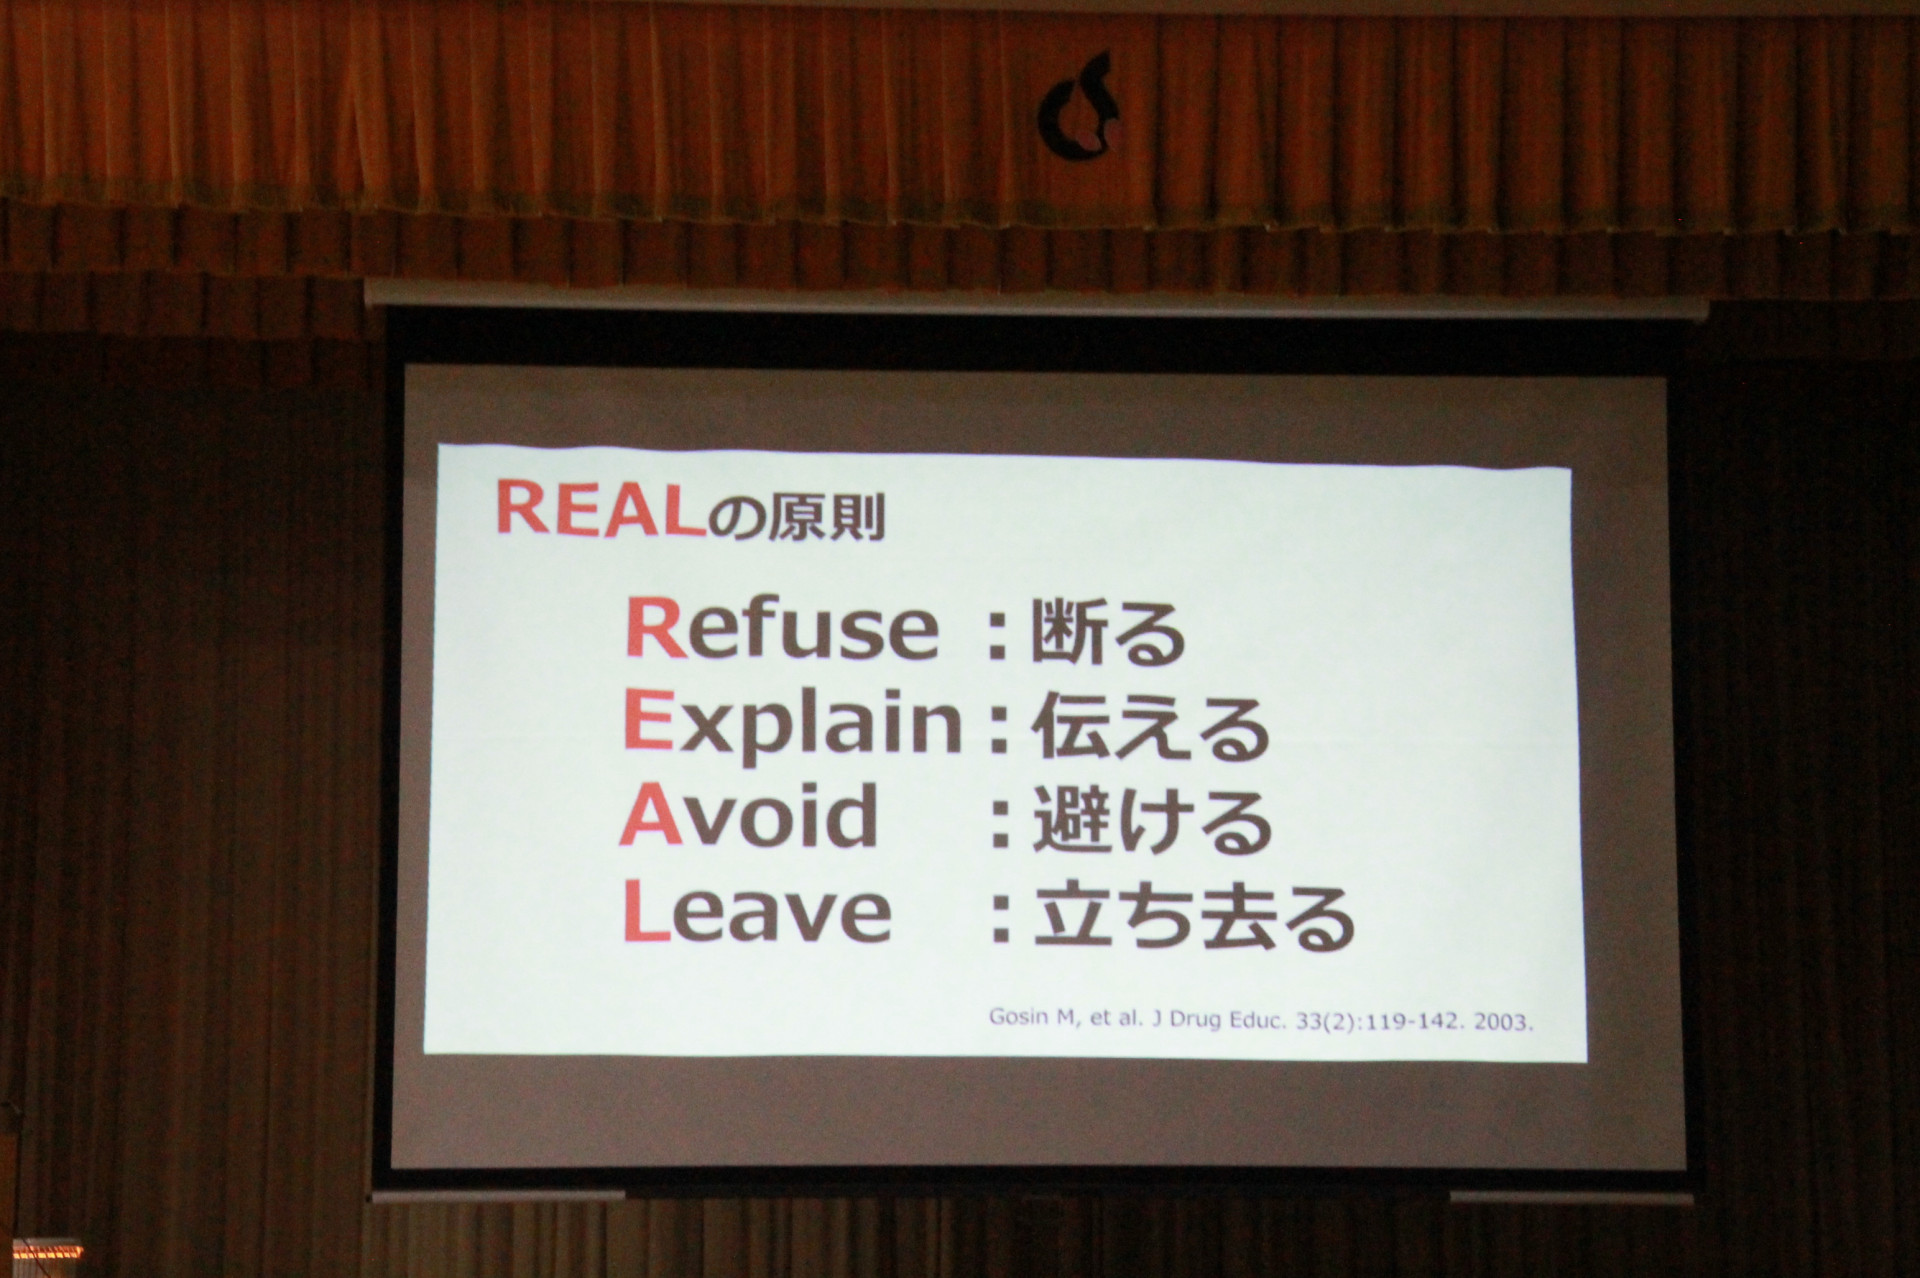 REALの原則
Refuse：断る
Explain：伝える
Avoid：避ける
Leave：立ち去る
Gosin M, et al. J Drug Educ. 33(2):119-142. 2003.